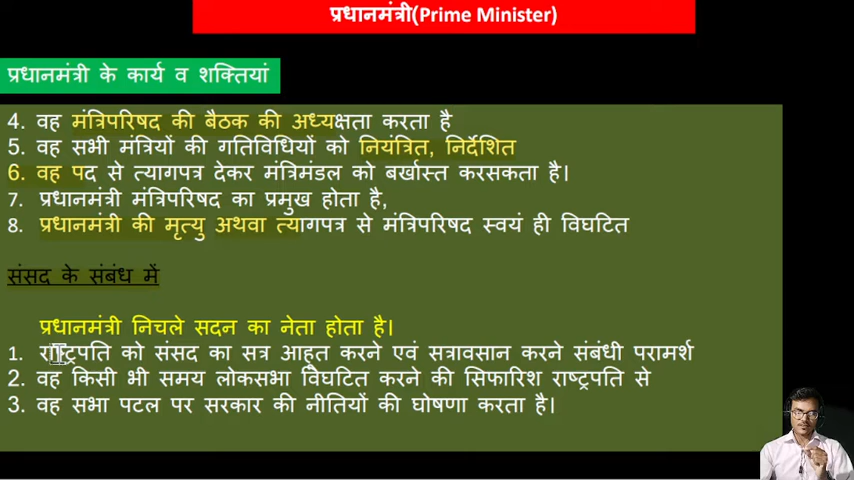 प्रधानमंत्री(Prime Minister)
प्रधानमंत्री के कार्य व शक्तियां
4. वह मंत्रिपरिषद की बैठक की अध्यक्षता करता है
5. वह सभी मंत्रियों की गतिविधियों को नियंत्रित, निर्देशित
6. वह पद से त्यागपत्र देकर मंत्रिमंडल को बर्खास्त करसकता है।
7. प्रधानमंत्री मंत्रिपरिषद का प्रमुख होता है,
8. प्रधानमंत्री की मृत्यु अथवा त्यागपत्र से मंत्रिपरिषद स्वयं ही विघटित
संसद के संबंध में
प्रधानमंत्री निचले सदन का नेता होता है।
1. राष्ट्रपति को संसद का सत्र आहूत करने एवं सत्रावसान करने संबंधी परामर्श
2. वह किसी भी समय लोकसभा विघटित करने की सिफारिश राष्ट्रपति से
3. वह सभा पटल पर सरकार की नीतियों की घोषणा करता है।